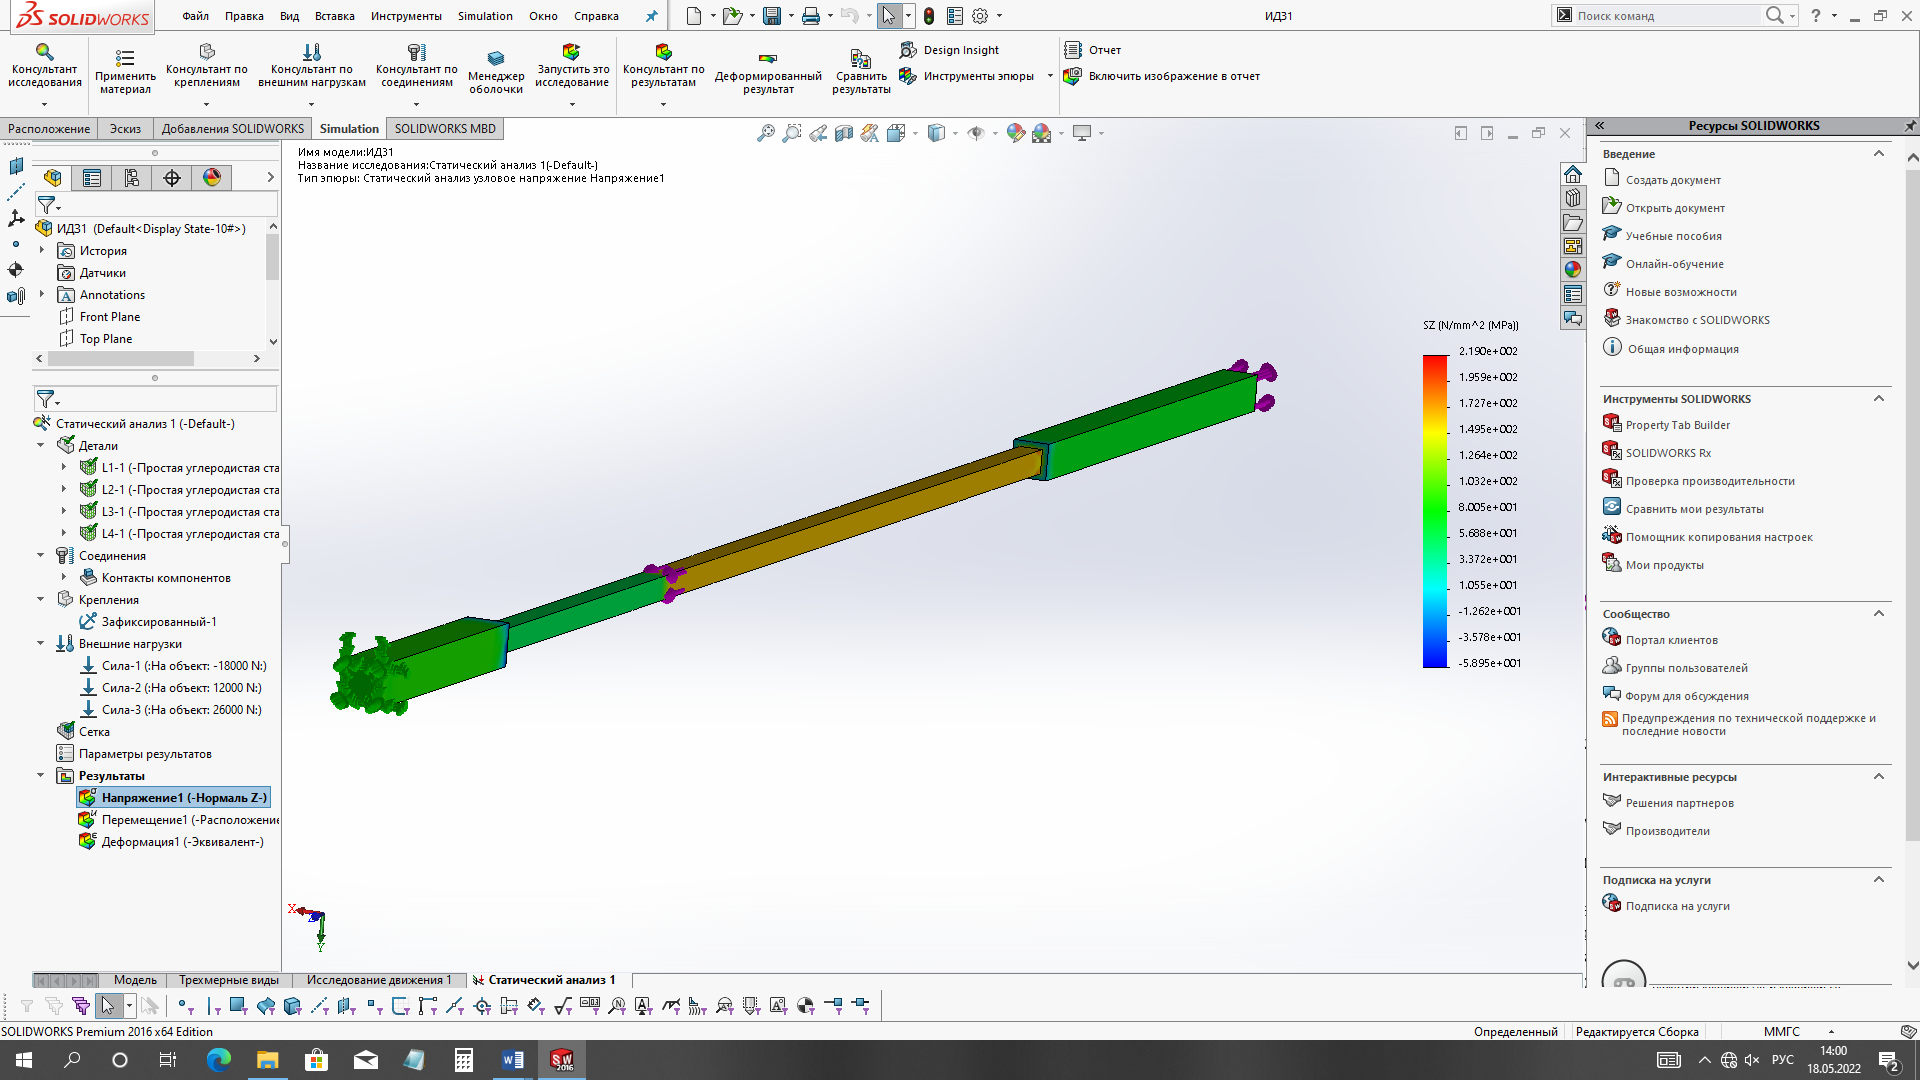 SOLIDWORKS
Файл Правка Вид Вставка Инструменты Simulation Окно Справка
ИД31
Поиск команд
Консультант исследования
Применить материал
Консультант по креплениям
Консультант по внешним нагрузкам
Консультант по соединениям
Менеджер оболочки
Запустить это исследование
Консультант по результатам
Деформированный результат
Сравнить результаты
Design Insight
Инструменты эпюры
Отчет
Включить изображение в отчет
Расположение Эскиз Добавления SOLIDWORKS Simulation SOLIDWORKS MBD
ИД31 (Default<Display State-10#>)
История
Датчики
Annotations
Front Plane
Top Plane
Статический анализ 1 (-Default-)
Детали
L1-1 (-Простая углеродистая ста
L2-1 (-Простая углеродистая ста
L3-1 (-Простая углеродистая ста
L4-1 (-Простая углеродистая ста
Соединения
Контакты компонентов
Крепления
Зафиксированный-1
Внешние нагрузки
Сила-1 (:На объект: -18000 N:)
Сила-2 (:На объект: 12000 N:)
Сила-3 (:На объект: 26000 N:)
Сетка
Параметры результатов
Результаты
Напряжение1 (-Нормаль Z-)
Перемещение1 (-Расположение
Деформация1 (-Эквивалент-)
Имя модели:ИД31
Название исследования:Статический анализ 1(-Default-)
Тип эпюры: Статический анализ узловое напряжение Напряжение1
SZ (N/mm^2 (MPa))
2.190e+002
1.959e+002
1.727e+002
1.495e+002
1.264e+002
1.032e+002
8.005e+001
5.688e+001
3.372e+001
1.055e+001
-1.262e+001
-3.578e+001
-5.895e+001
X
Y
Ресурсы SOLIDWORKS
Введение
Создать документ
Открыть документ
Учебные пособия
Онлайн-обучение
Новые возможности
Знакомство с SOLIDWORKS
Общая информация
Инструменты SOLIDWORKS
Property Tab Builder
SOLIDWORKS Rx
Проверка производительности
Сравнить мои результаты
Помощник копирования настроек
Мои продукты
Сообщество
Портал клиентов
Группы пользователей
Форум для обсуждения
Предупреждения по технической поддержке и
последние новости
Интерактивные ресурсы
Решения партнеров
Производители
Подписка на услуги
Подписка на услуги
Модель Трехмерные виды Исследование движения 1 Статический анализ 1
SOLIDWORKS Premium 2016 x64 Edition
Определенный Редактируется Сборка ММГС
РУС
14:00
18.05.2022
2